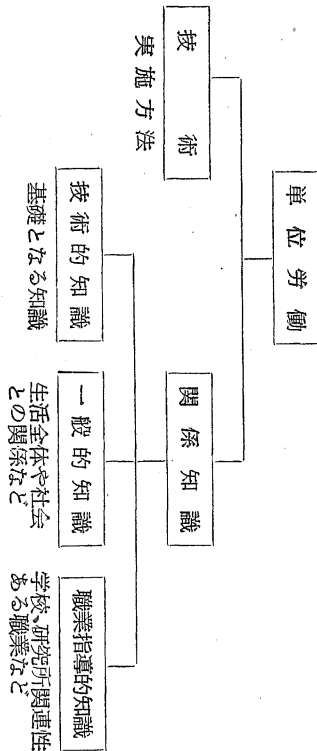 単位労働
技術
実施方法
関係知識
技術的知識
基礎となる知識
一般的知識
生活全体や社会
との関係など
職業指導的知識
学校、研究所関連性
ある職業など